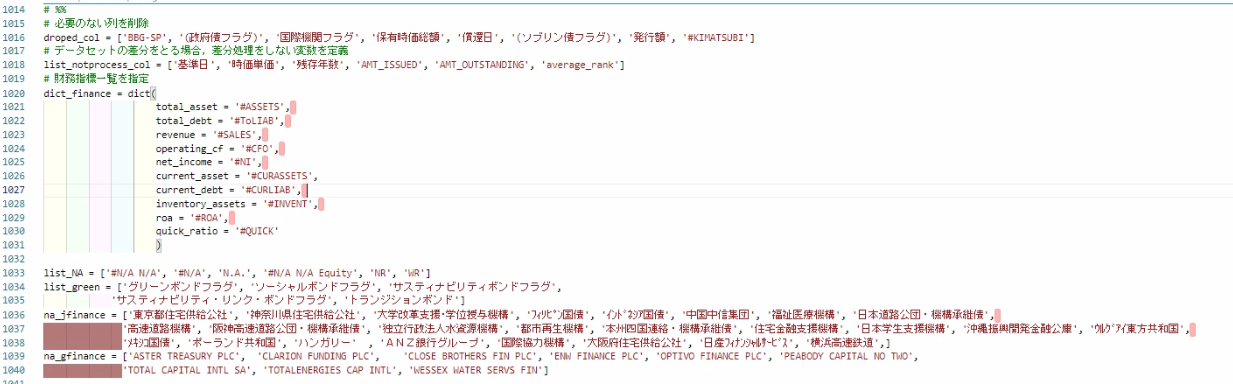 1014 # %%
1015 # 必要のない列を削除
1016 droped_col = ['BBG-SP', '(政府債フラグ)', '国際機関フラグ', '保有時価総額', '償還日', '(ソブリン債フラグ)', '発行額', '#KIMATSUBI']
1017 # データセットの差分をとる場合，差分処理をしない変数を定義
1018 list_notprocess_col = ['基準日', '時価単価', '残存年数', 'AMT_ISSUED', 'AMT_OUTSTANDING', 'average_rank']
1019 # 財務指標一覧を指定
1020 dict_finance = dict(
1021 total_asset = '#ASSETS',
1022 total_debt = '#ToLIAB',
1023 revenue = '#SALES',
1024 operating_cf = '#CFO',
1025 net_income = '#NI',
1026 current_asset = '#CURASSETS',
1027 current_debt = '#CURLIAB',
1028 inventory_assets = '#INVENT',
1029 roa = '#ROA',
1030 quick_ratio = '#QUICK'
1031 )
1032
1033 list_NA = ['#N/A N/A', '#N/A', 'N.A.', '#N/A N/A Equity', 'NR', 'WR']
1034 list_green = ['グリーンボンドフラグ', 'ソーシャルボンドフラグ', 'サスティナビリティボンドフラグ',
1035 'サスティナビリティ・リンク・ボンドフラグ', 'トランジションボンド']
1036 na_jfinance = ['東京都住宅供給公社', '神奈川県住宅供給公社', '大学改革支援・学位授与機構', 'ﾌｨﾘﾋﾟﾝ国債', 'ｲﾝﾄﾞﾈｼｱ国債', '中国中信集団', '福祉医療機構', '日本道路公団・機構承継債',
1037 '高速道路機構', '阪神高速道路公団・機構承継債', '独立行政法人水資源機構', '都市再生機構', '本州四国連絡・機構承継債', '住宅金融支援機構', '日本学生支援機構', '沖縄振興開発金融公庫', 'ｳﾙｸﾞｱｲ東方共和国',
1038 'ﾒｷｼｺ国債', 'ポーランド共和国', 'ハンガリー' , 'ＡＮＺ銀行グループ', '国際協力機構', '大阪府住宅供給公社', '日産ﾌｨﾅﾝｼｬﾙｻｰﾋﾞｽ', '横浜高速鉄道',]
1039 na_gfinance = ['ASTER TREASURY PLC', 'CLARION FUNDING PLC', 'CLOSE BROTHERS FIN PLC', 'ENW FINANCE PLC', 'OPTIVO FINANCE PLC', 'PEABODY CAPITAL NO TWO',
1040 'TOTAL CAPITAL INTL SA', 'TOTALENERGIES CAP INTL', 'WESSEX WATER SERVS FIN']
1041